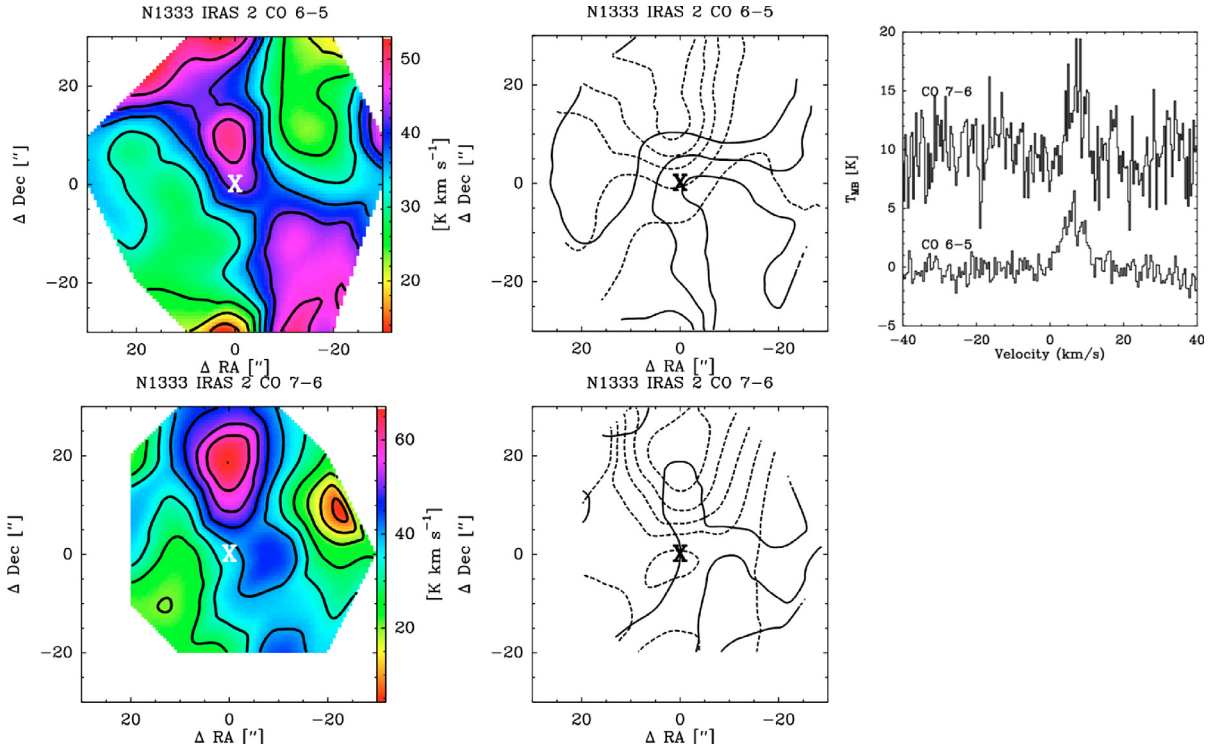 N1333 IRAS 2 CO 6-5
Δ Dec ["]
20
0
-20
20
0
-20
Δ RA ["]
50
40
30
20
[K km s⁻¹]
N1333 IRAS 2 CO 6-5
Δ Dec ["]
20
0
-20
X
20
0
-20
Δ RA ["]
X
CO 7-6
CO 6-5
T_MB [K]
20
15
10
5
0
-5
-40
-20
0
20
40
Velocity (km/s)
N1333 IRAS 2 CO 7-6
Δ Dec ["]
20
0
-20
X
20
0
-20
Δ RA ["]
60
40
20
[K km s⁻¹]
N1333 IRAS 2 CO 7-6
Δ Dec ["]
20
0
-20
X
20
0
-20
Δ RA ["]